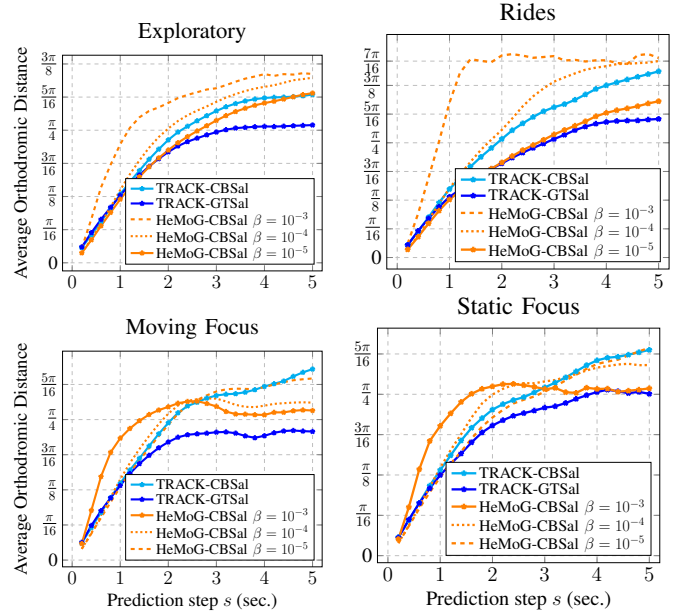 Exploratory
Average Orthodromic Distance
3π/8
5π/16
π/4
3π/16
π/8
π/16
0
TRACK-CBSal
TRACK-GTSal
HeMoG-CBSal β = 10⁻³
HeMoG-CBSal β = 10⁻⁴
HeMoG-CBSal β = 10⁻⁵
0 1 2 3 4 5
Rides
7π/16
3π/8
5π/16
π/4
3π/16
π/8
π/16
0
TRACK-CBSal
TRACK-GTSal
HeMoG-CBSal β = 10⁻³
HeMoG-CBSal β = 10⁻⁴
HeMoG-CBSal β = 10⁻⁵
0 1 2 3 4 5
Moving Focus
Average Orthodromic Distance
5π/16
π/4
3π/16
π/8
π/16
0
TRACK-CBSal
TRACK-GTSal
HeMoG-CBSal β = 10⁻³
HeMoG-CBSal β = 10⁻⁴
HeMoG-CBSal β = 10⁻⁵
0 1 2 3 4 5
Prediction step s (sec.)
Static Focus
5π/16
π/4
3π/16
π/8
π/16
0
TRACK-CBSal
TRACK-GTSal
HeMoG-CBSal β = 10⁻³
HeMoG-CBSal β = 10⁻⁴
HeMoG-CBSal β = 10⁻⁵
0 1 2 3 4 5
Prediction step s (sec.)